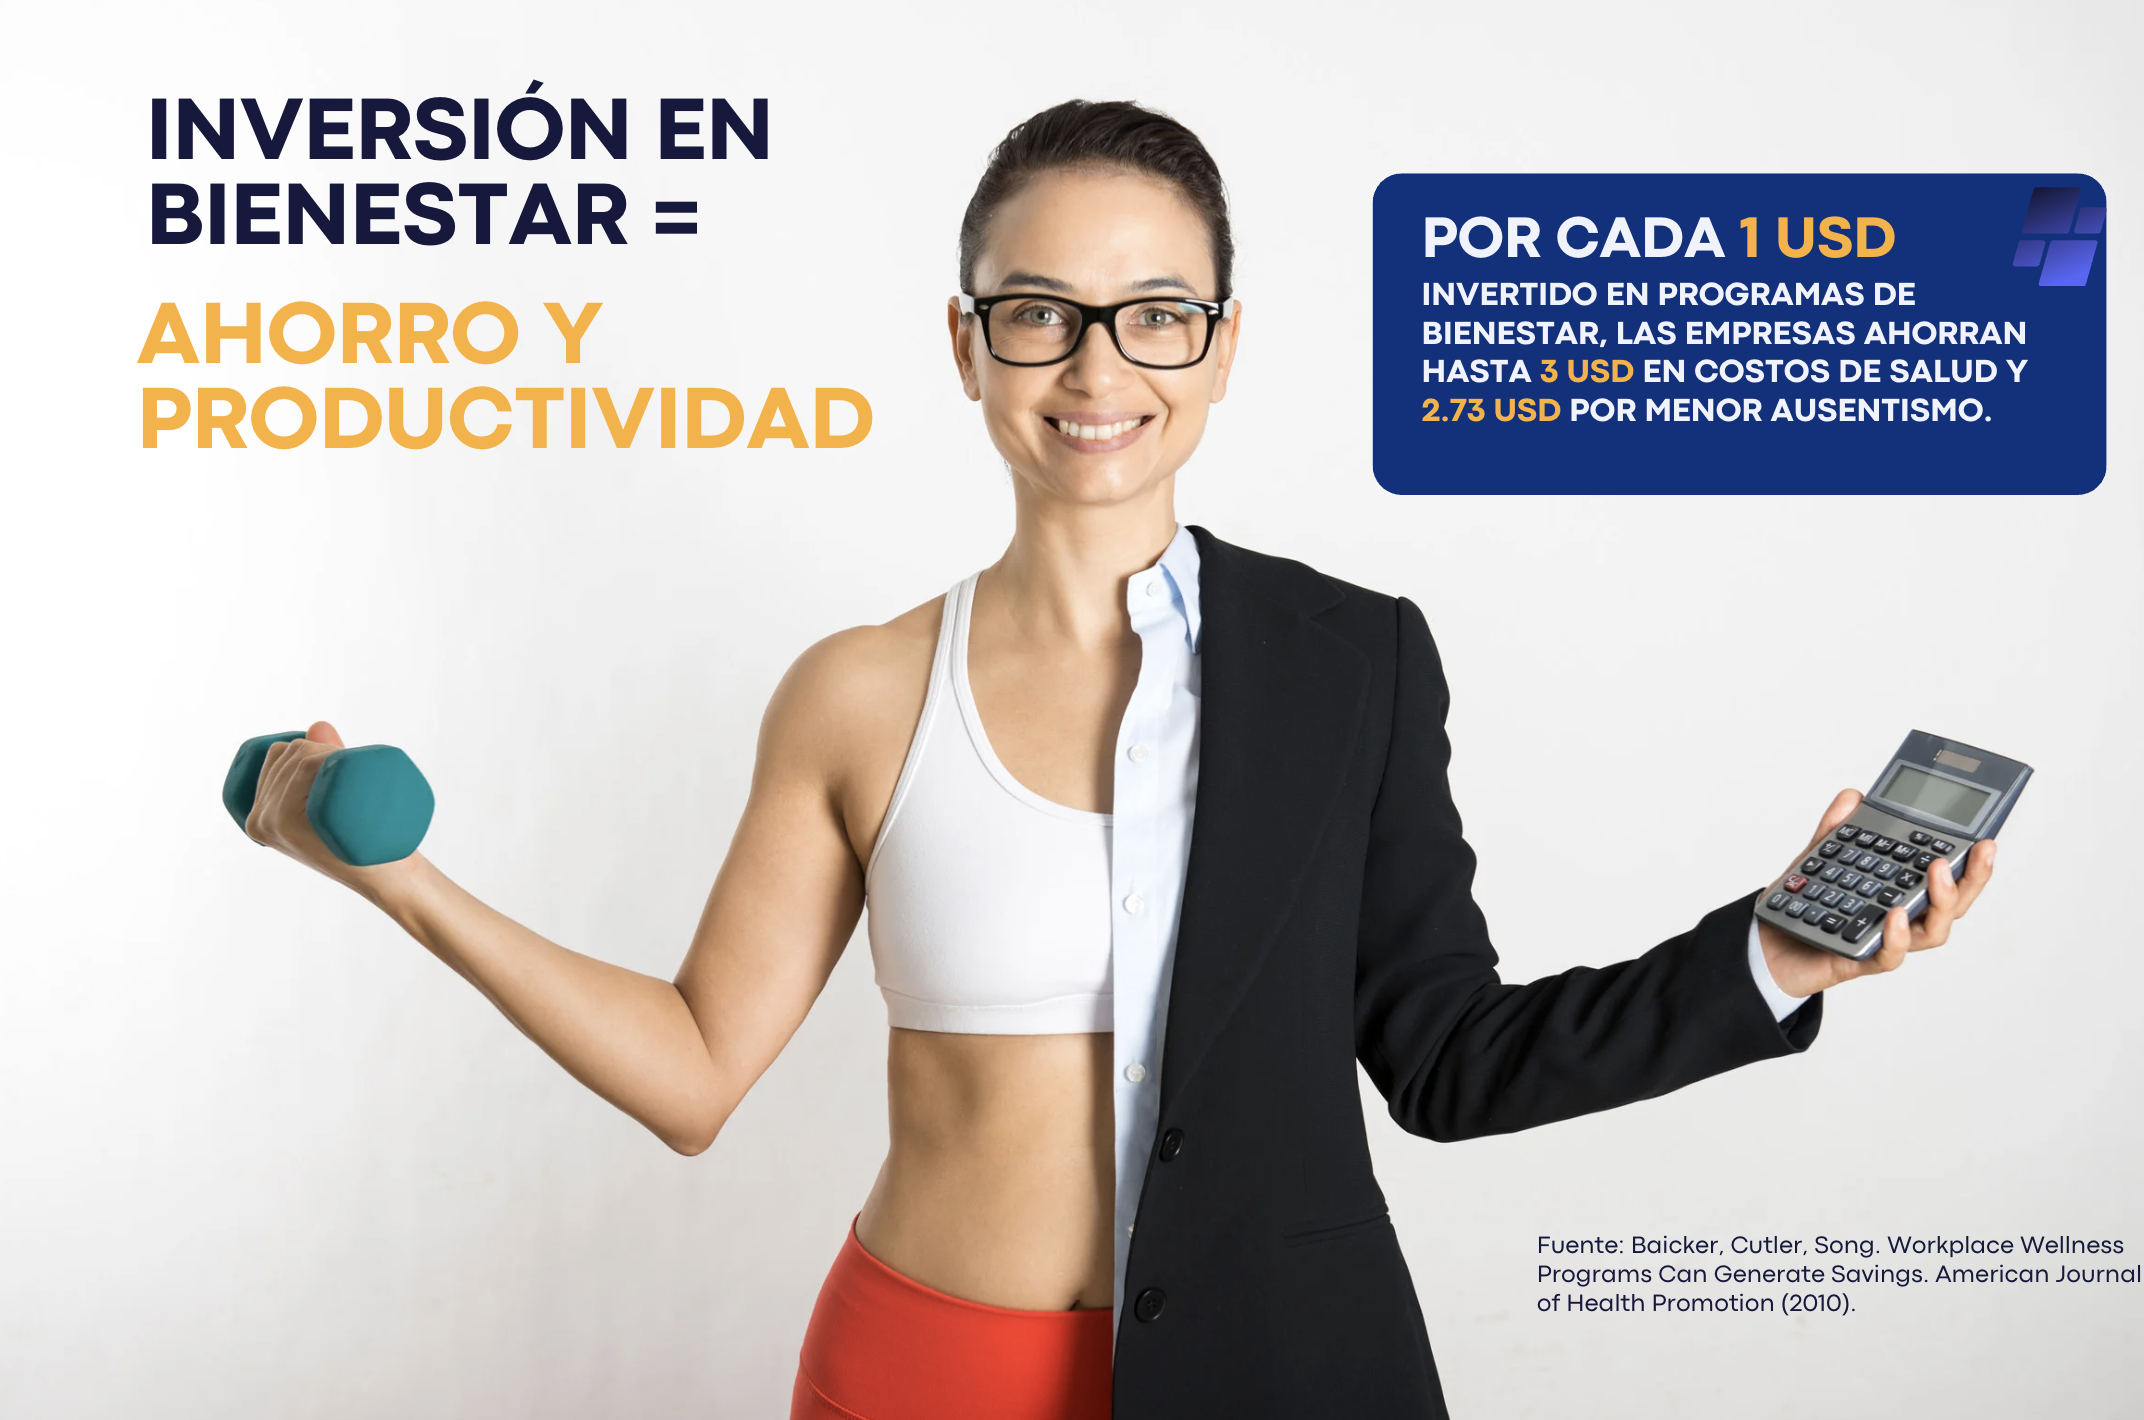 INVERSIÓN EN
BIENESTAR =
AHORRO Y
PRODUCTIVIDAD
POR CADA 1 USD
INVERTIDO EN PROGRAMAS DE
BIENESTAR, LAS EMPRESAS AHORRAN
HASTA 3 USD EN COSTOS DE SALUD Y
2.73 USD POR MENOR AUSENTISMO.
Fuente: Baicker, Cutler, Song. Workplace Wellness
Programs Can Generate Savings. American Journal
of Health Promotion (2010).